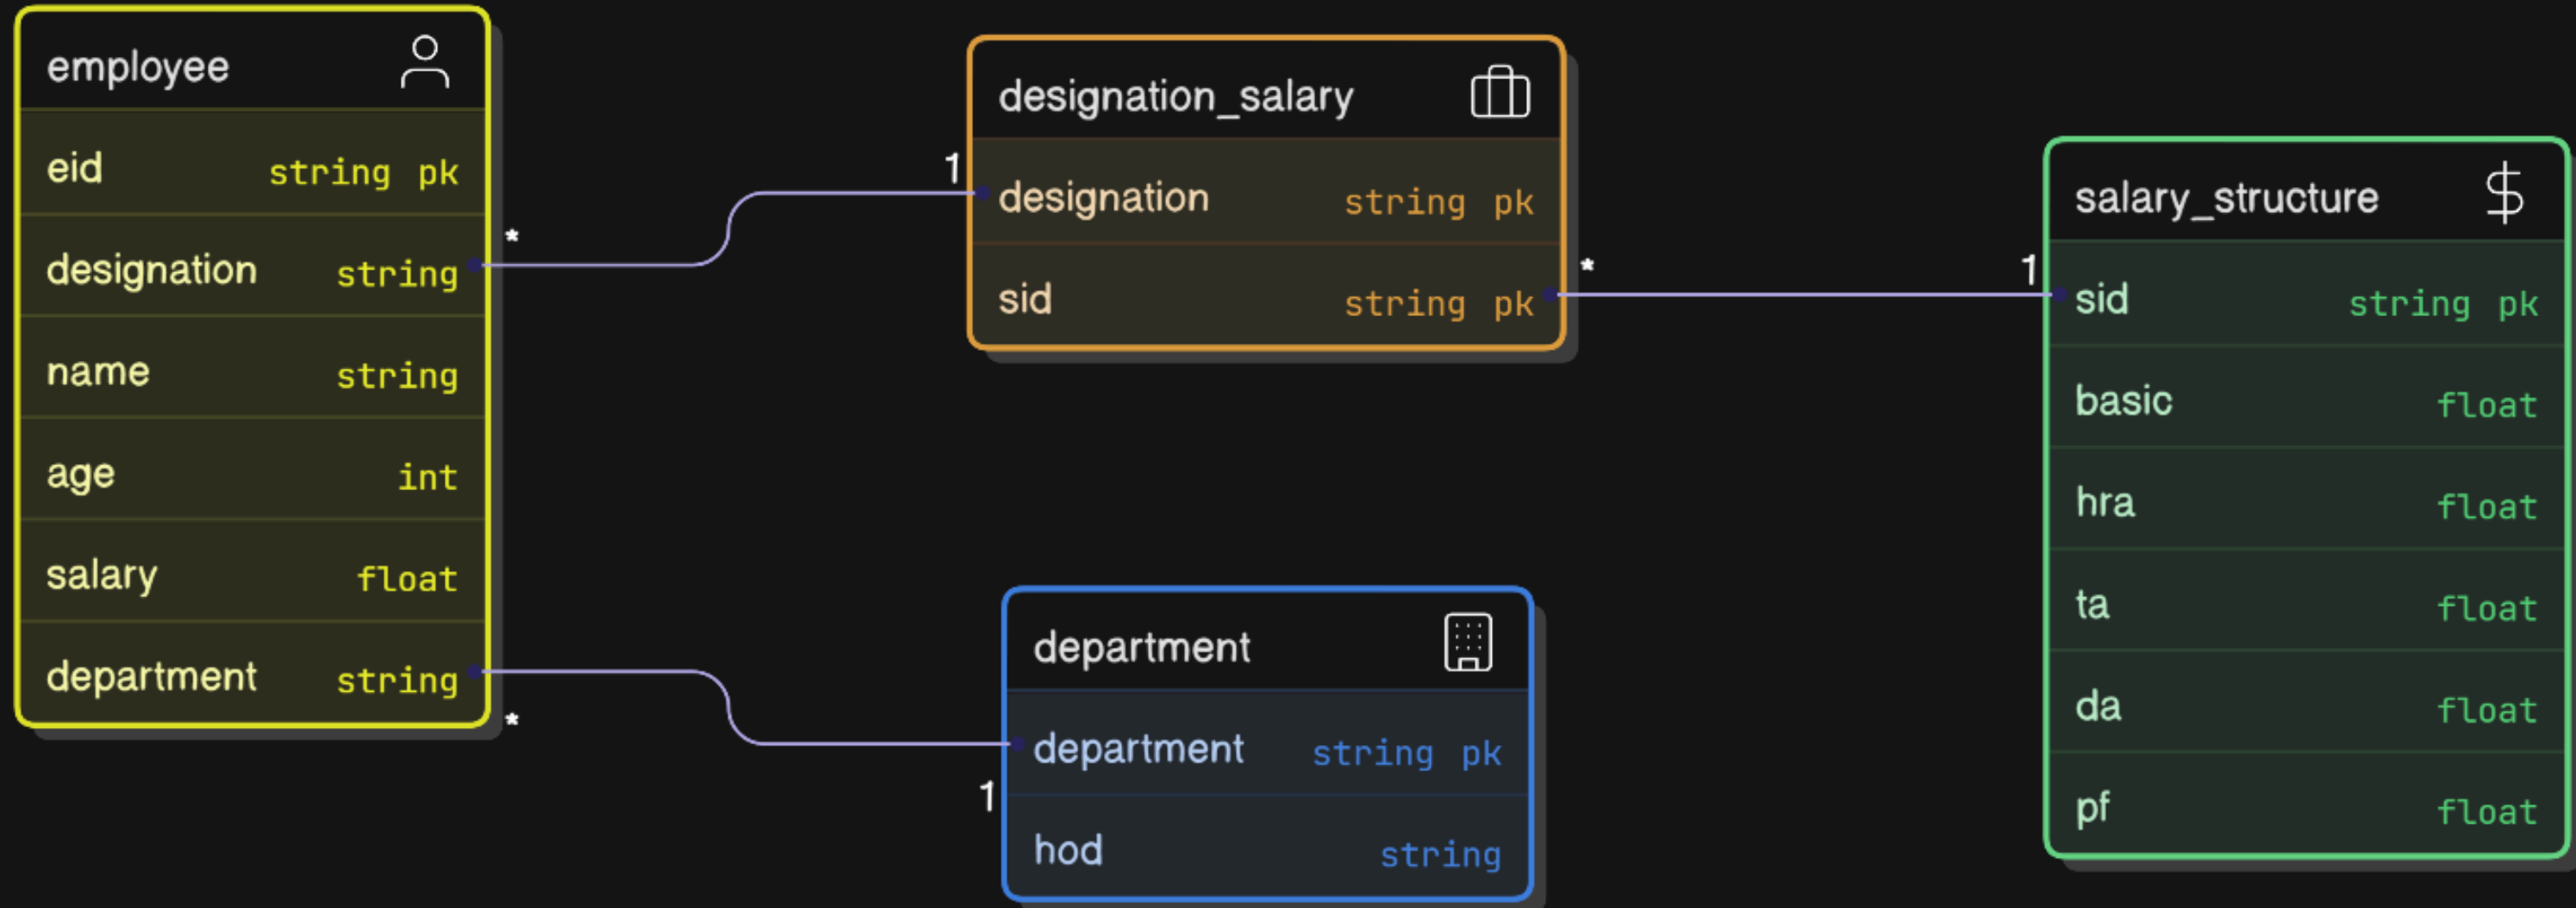 employee
eid string pk
designation string
name string
age int
salary float
department string
*
*
1
designation_salary
designation string pk
sid string pk
*
1
department
department string pk
hod string
1
salary_structure
sid string pk
basic float
hra float
ta float
da float
pf float